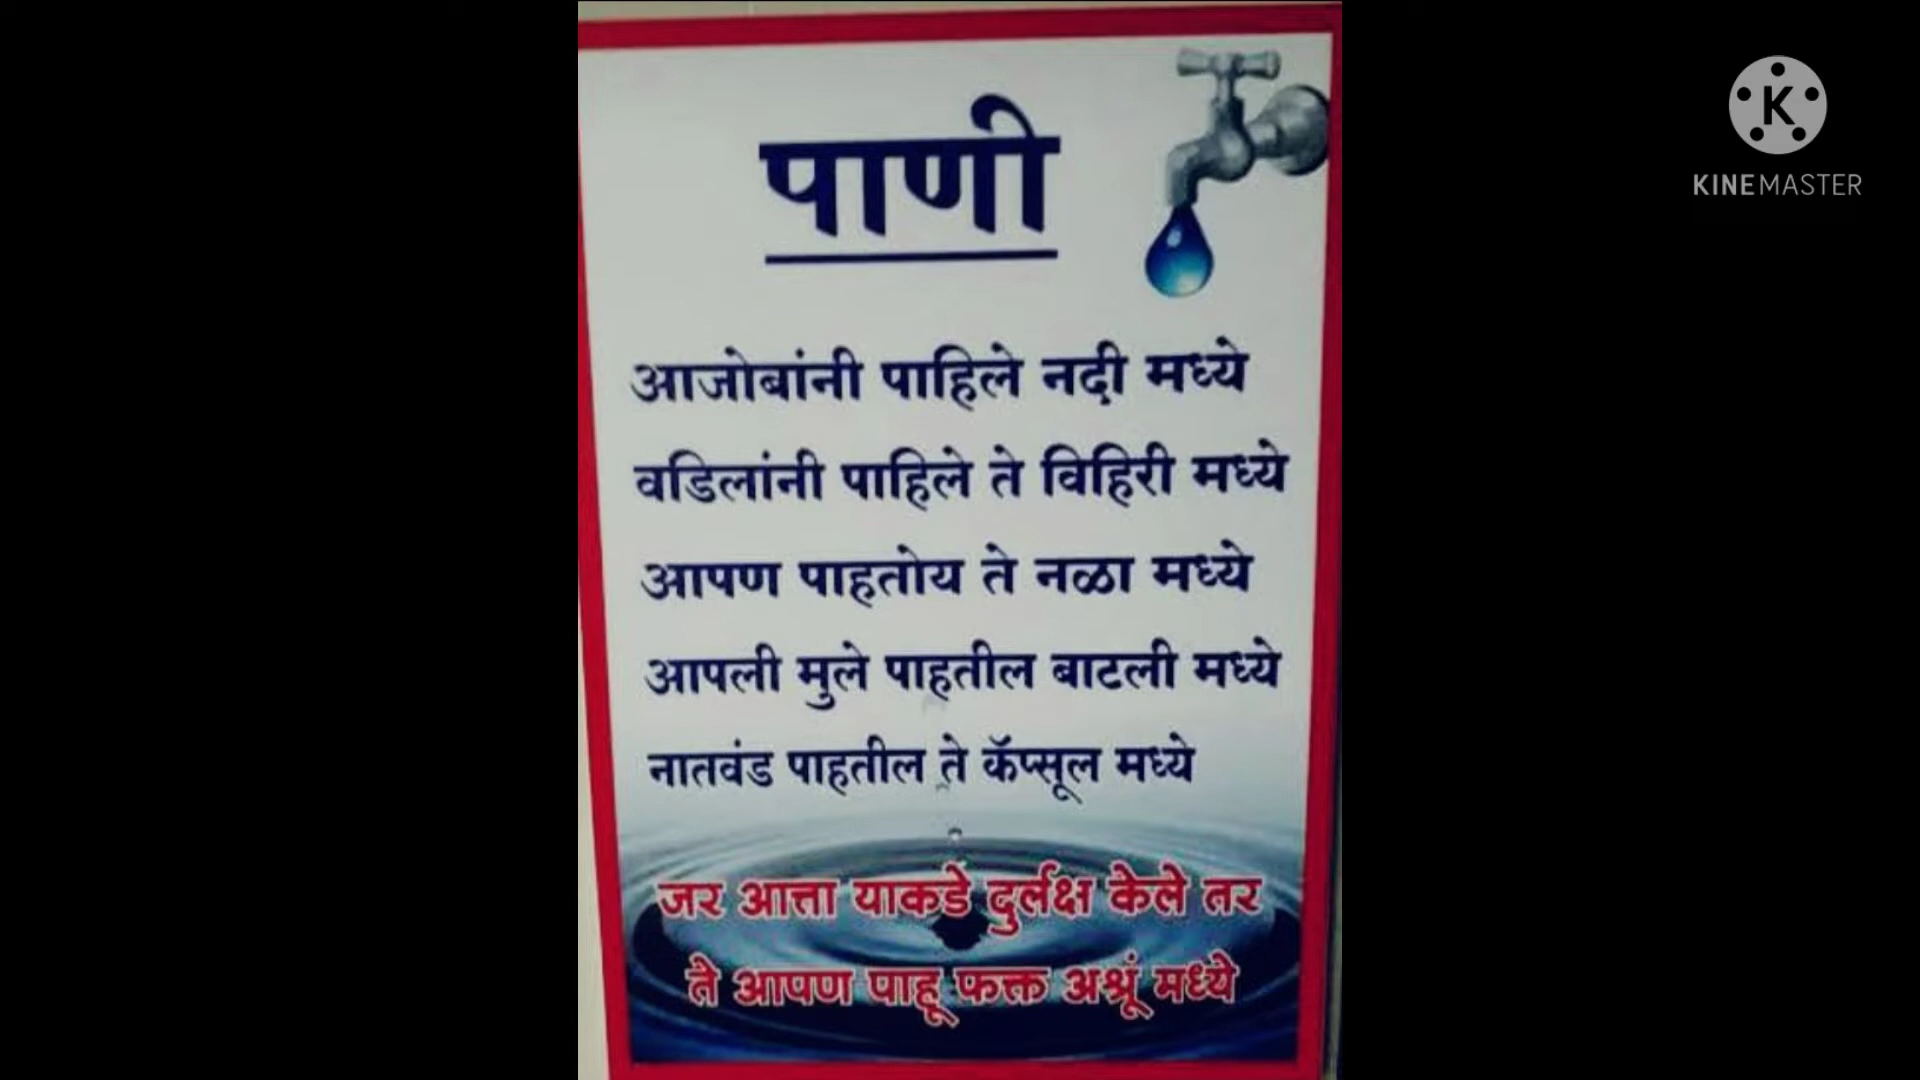 पाणी
आजोबांनी पाहिले नदी मध्ये
वडिलांनी पाहिले ते विहिरी मध्ये
आपण पाहतोय ते नळा मध्ये
आपली मुले पाहतील बाटली मध्ये
नातवंड पाहतील ते कॅप्सूल मध्ये
जर आत्ता याकडे दुर्लक्ष केले तर
ते आपण पाहू फक्त अश्रूं मध्ये
K
KINEMASTER